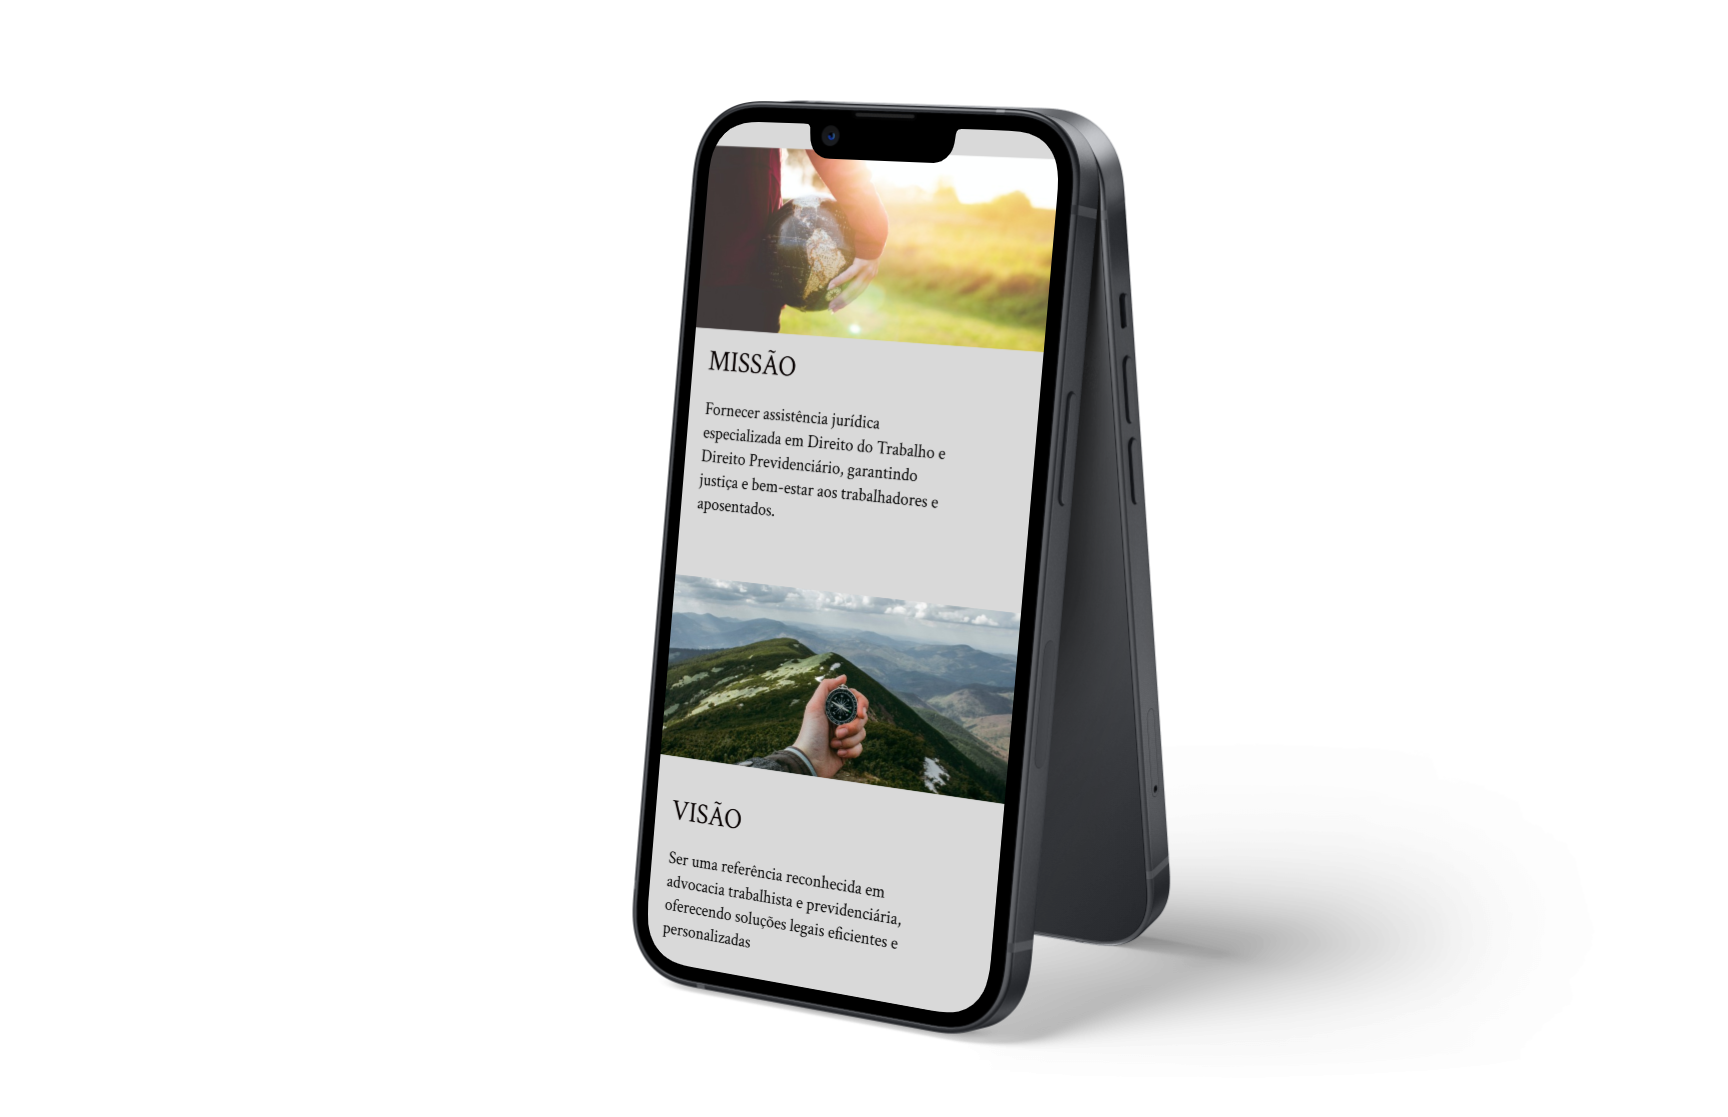 MISSÃO
Fornecer assistência jurídica
especializada em Direito do Trabalho e
Direito Previdenciário, garantindo
justiça e bem-estar aos trabalhadores e
aposentados.
VISÃO
Ser uma referência reconhecida em
advocacia trabalhista e previdenciária,
oferecendo soluções legais eficientes e
personalizadas